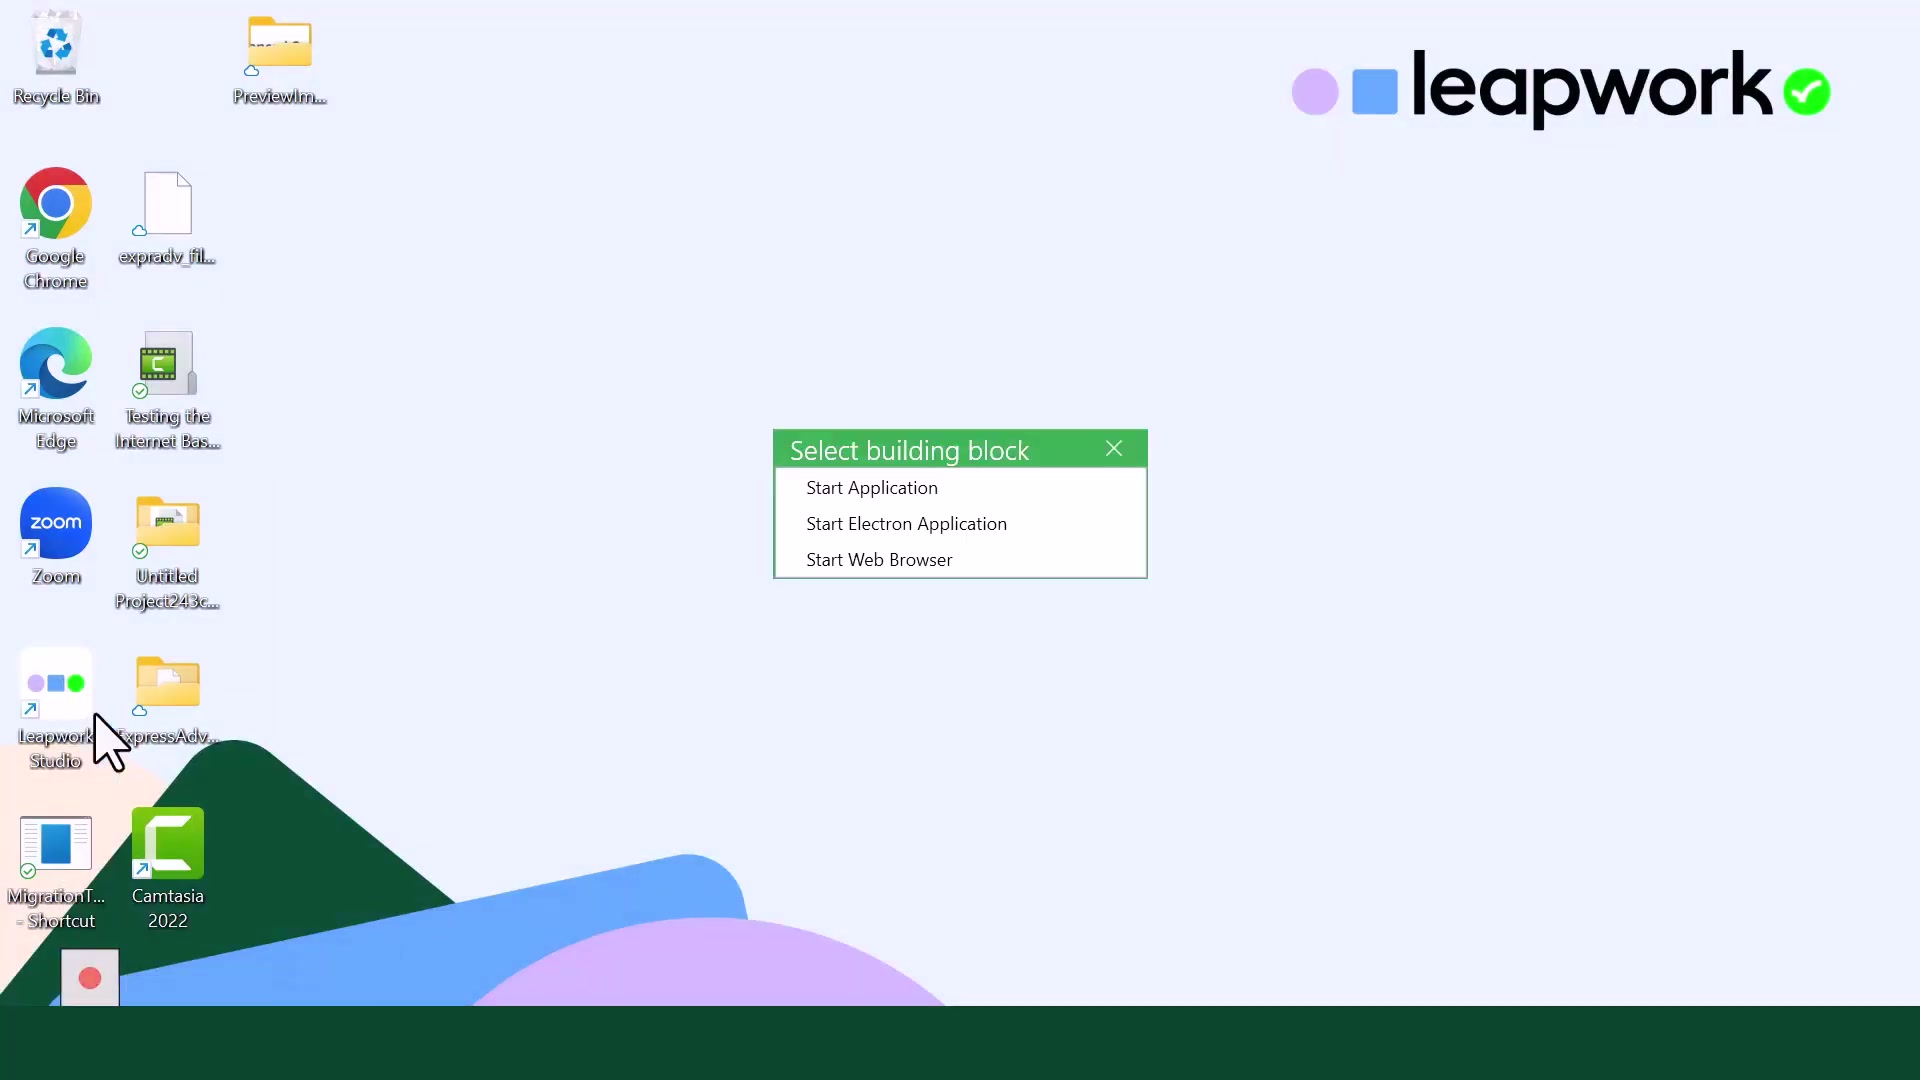 Recycle Bin
PreviewIm...
leapwork
Google
Chrome
expradv_fil...
Microsoft
Edge
Testing the
Internet Bas...
Select building block
Start Application
Start Electron Application
Start Web Browser
zoom
Zoom
Untitled
Project243c...
Leapwork
Studio
ExpressAdv...
MigrationT...
- Shortcut
Camtasia
2022